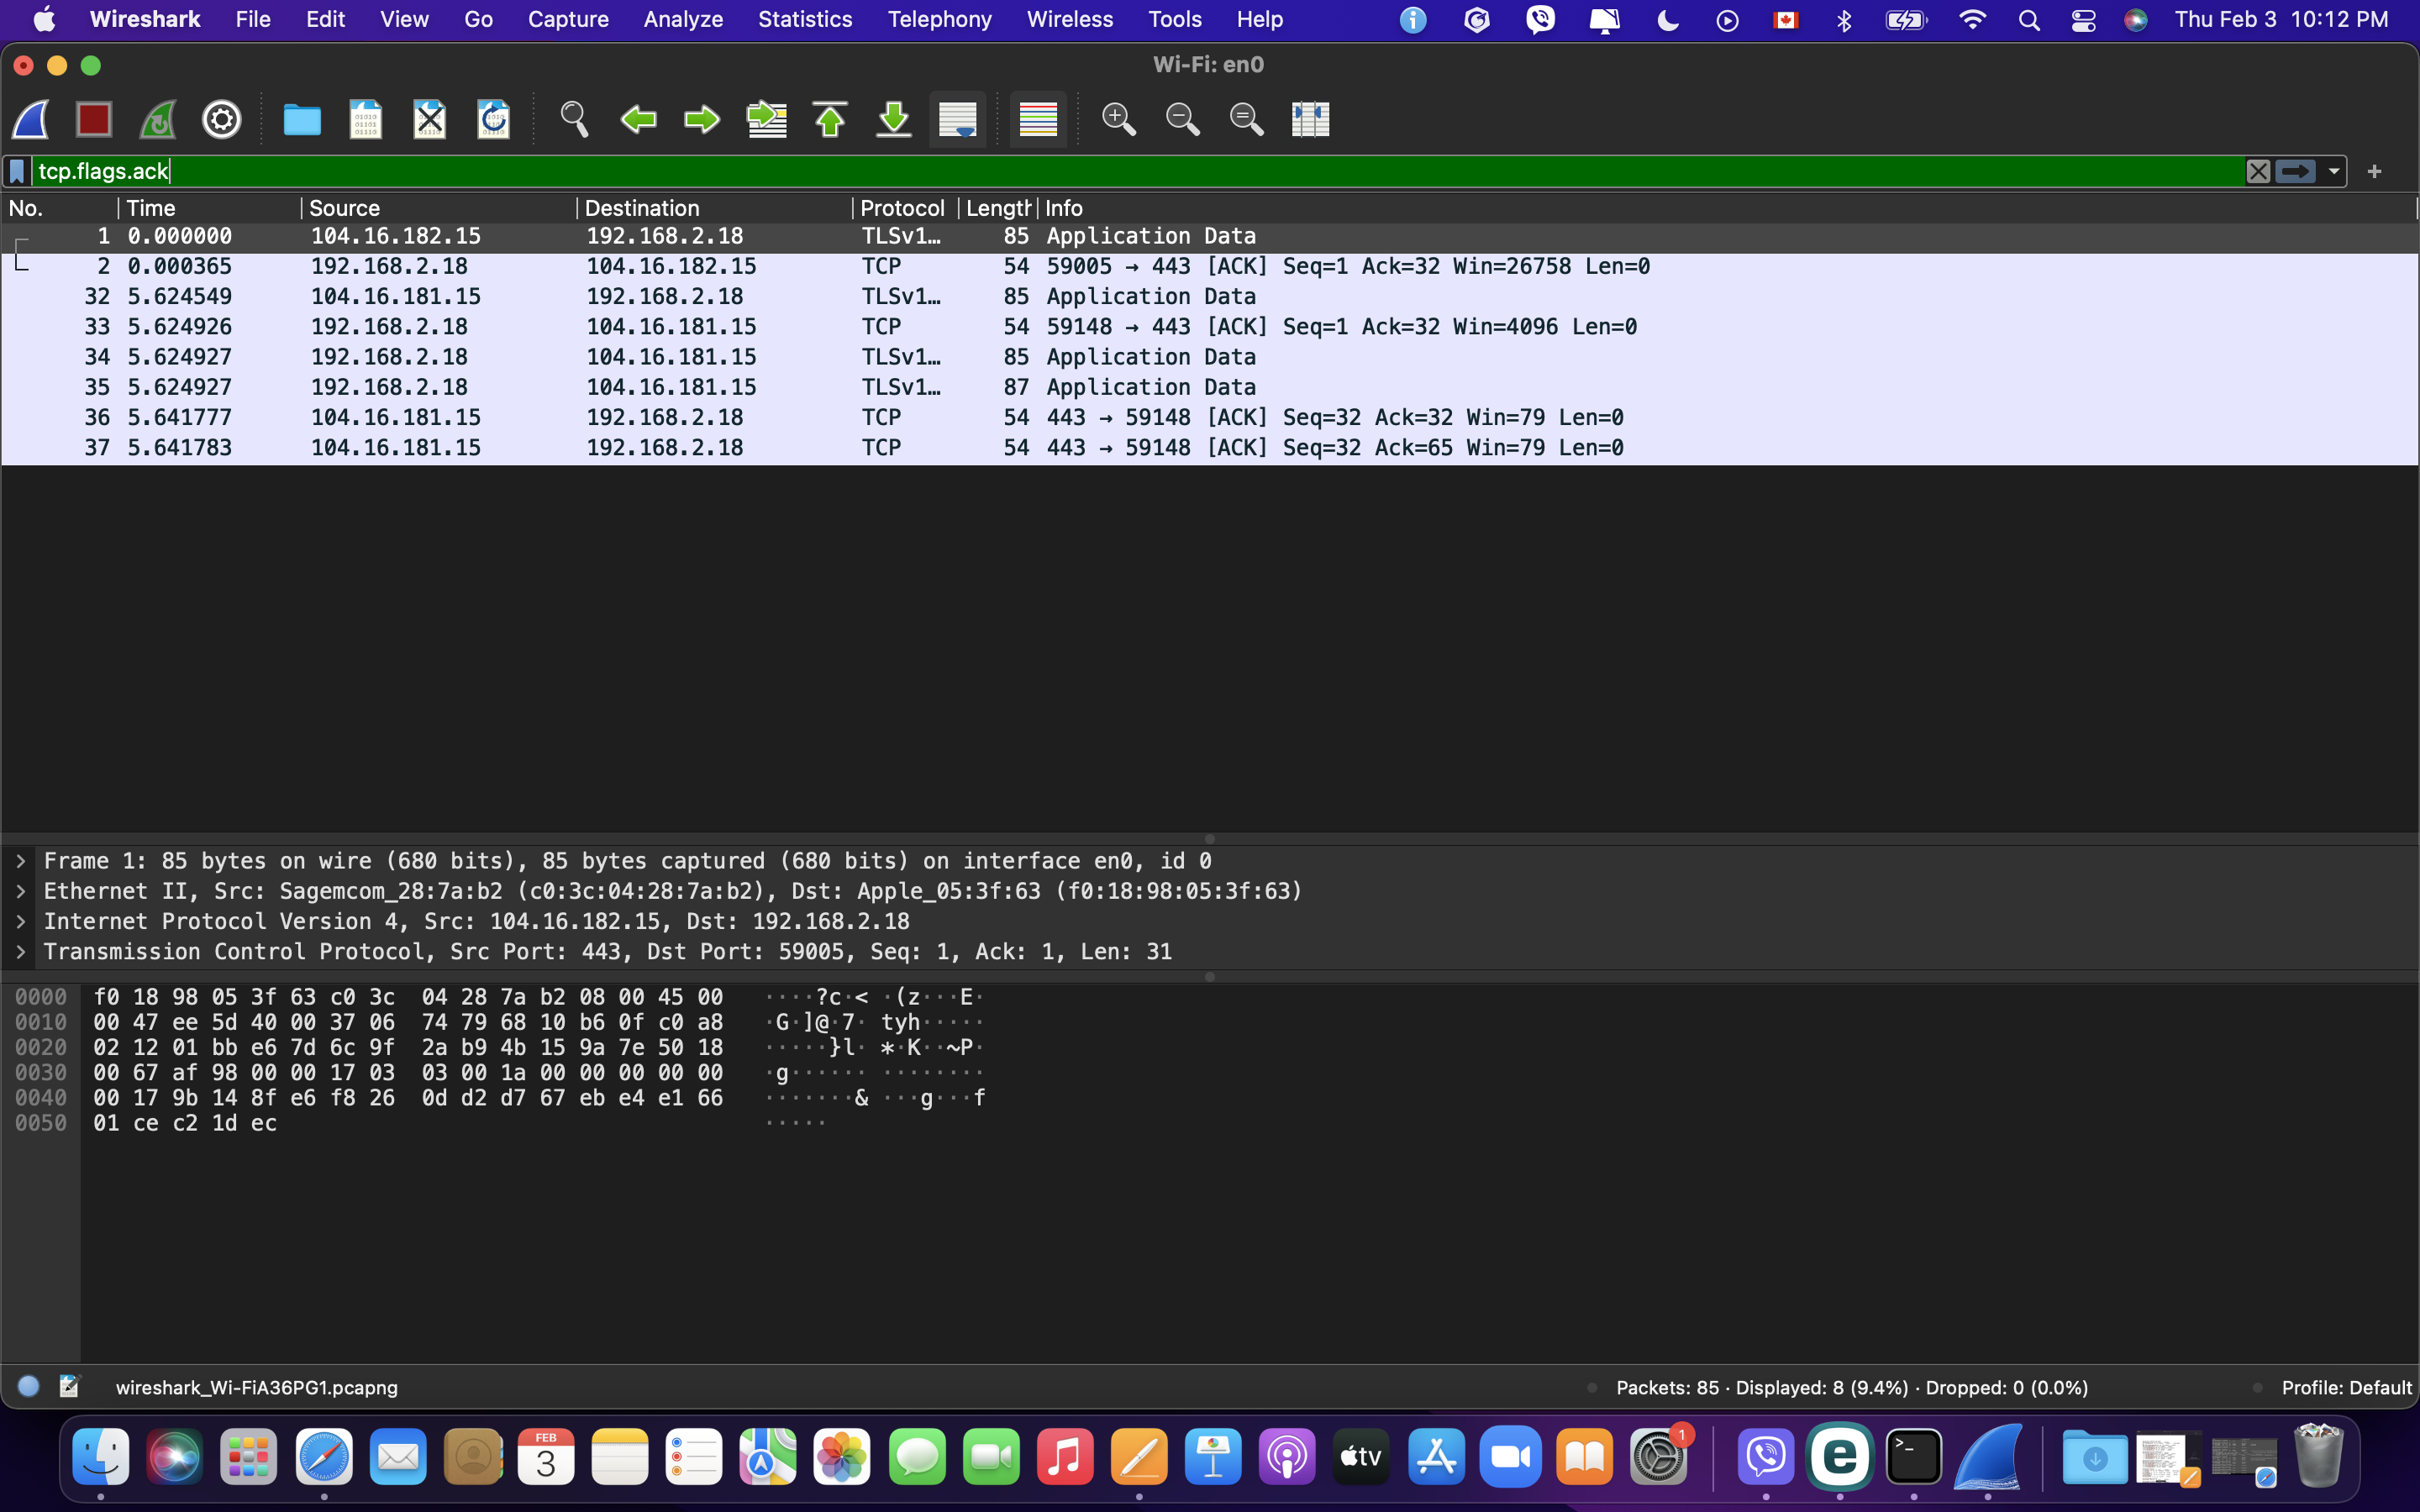 Wireshark File Edit View Go Capture Analyze Statistics Telephony Wireless Tools Help Thu Feb 3 10:12 PM
Wi-Fi: en0
tcp.flags.ack
No. Time Source Destination Protocol Length Info
1 0.000000 104.16.182.15 192.168.2.18 TLSv1… 85 Application Data
2 0.000365 192.168.2.18 104.16.182.15 TCP 54 59005 → 443 [ACK] Seq=1 Ack=32 Win=26758 Len=0
32 5.624549 104.16.181.15 192.168.2.18 TLSv1… 85 Application Data
33 5.624926 192.168.2.18 104.16.181.15 TCP 54 59148 → 443 [ACK] Seq=1 Ack=32 Win=4096 Len=0
34 5.624927 192.168.2.18 104.16.181.15 TLSv1… 85 Application Data
35 5.624927 192.168.2.18 104.16.181.15 TLSv1… 87 Application Data
36 5.641777 104.16.181.15 192.168.2.18 TCP 54 443 → 59148 [ACK] Seq=32 Ack=32 Win=79 Len=0
37 5.641783 104.16.181.15 192.168.2.18 TCP 54 443 → 59148 [ACK] Seq=32 Ack=65 Win=79 Len=0
Frame 1: 85 bytes on wire (680 bits), 85 bytes captured (680 bits) on interface en0, id 0
Ethernet II, Src: Sagemcom_28:7a:b2 (c0:3c:04:28:7a:b2), Dst: Apple_05:3f:63 (f0:18:98:05:3f:63)
Internet Protocol Version 4, Src: 104.16.182.15, Dst: 192.168.2.18
Transmission Control Protocol, Src Port: 443, Dst Port: 59005, Seq: 1, Ack: 1, Len: 31
0000 f0 18 98 05 3f 63 c0 3c 04 28 7a b2 08 00 45 00 ····?c·< ·(z···E·
0010 00 47 ee 5d 40 00 37 06 74 79 68 10 b6 0f c0 a8 ·G·]@·7· tyh·····
0020 02 12 01 bb e6 7d 6c 9f 2a b9 4b 15 9a 7e 50 18 ·····}l· *·K··~P·
0030 00 67 af 98 00 00 17 03 03 00 1a 00 00 00 00 00 ·g······ ········
0040 00 17 9b 14 8f e6 f8 26 0d d2 d7 67 eb e4 e1 66 ·······& ···g···f
0050 01 ce c2 1d ec ·····
wireshark_Wi-FiA36PG1.pcapng Packets: 85 · Displayed: 8 (9.4%) · Dropped: 0 (0.0%) Profile: Default
FEB
3
tv
1
e
>_